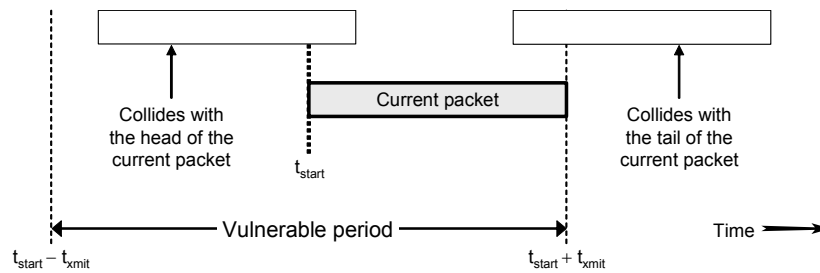 Current packet
Collides with
the head of the
current packet
Collides with
the tail of the
current packet
t_start
Vulnerable period
Time
t_start − t_xmit
t_start + t_xmit